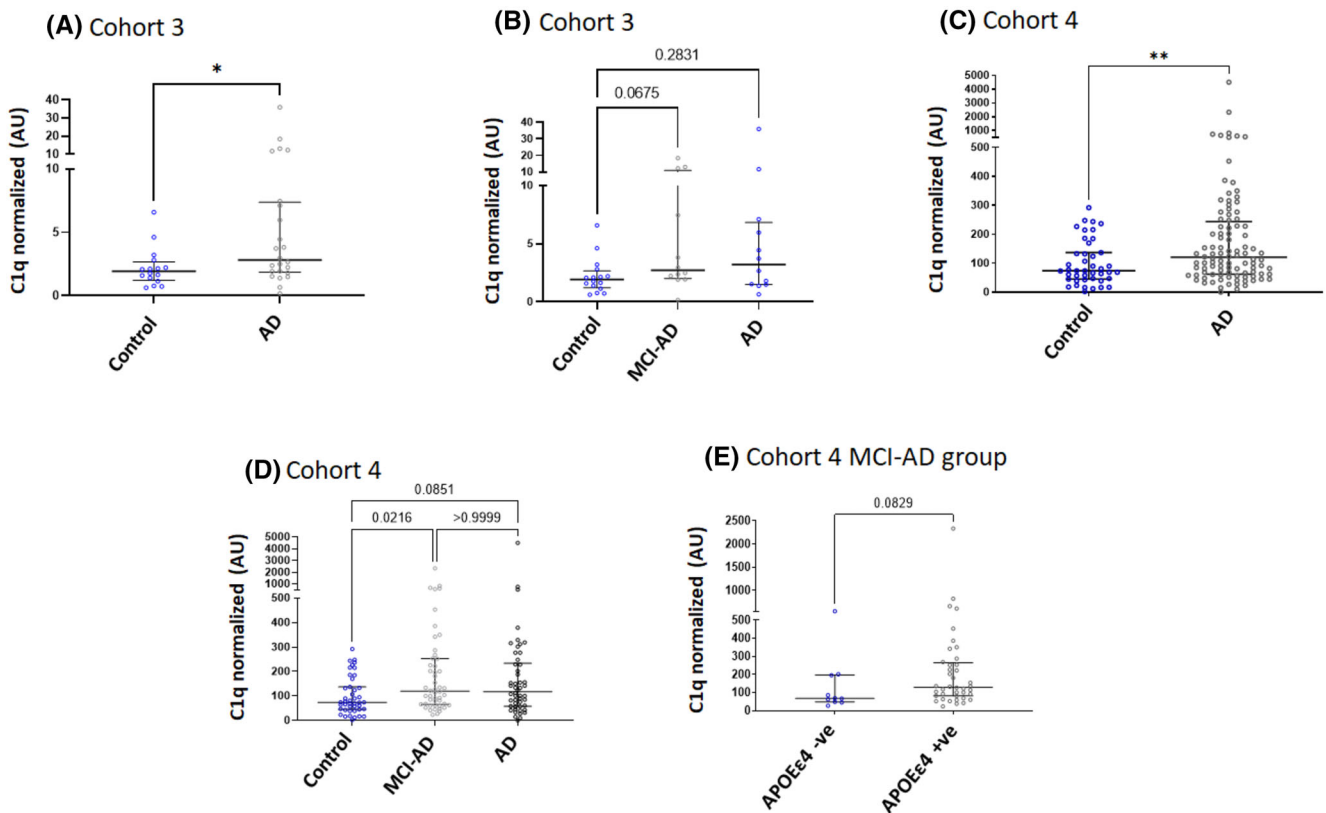 (A) Cohort 3
*
C1q normalized (AU)
40
30
20
10
10
5
0
Control
AD
(B) Cohort 3
0.2831
0.0675
C1q normalized (AU)
40
30
20
10
10
5
0
Control
MCI-AD
AD
(C) Cohort 4
**
C1q normalized (AU)
5000
4000
3000
2000
1000
500
400
300
200
100
0
Control
AD
(D) Cohort 4
0.0851
0.0216
>0.9999
C1q normalized (AU)
5000
4000
3000
2000
1000
500
400
300
200
100
0
Control
MCI-AD
AD
(E) Cohort 4 MCI-AD group
0.0829
C1q normalized (AU)
2500
2000
1500
1000
500
400
300
200
100
0
APOEε4 -ve
APOEε4 +ve